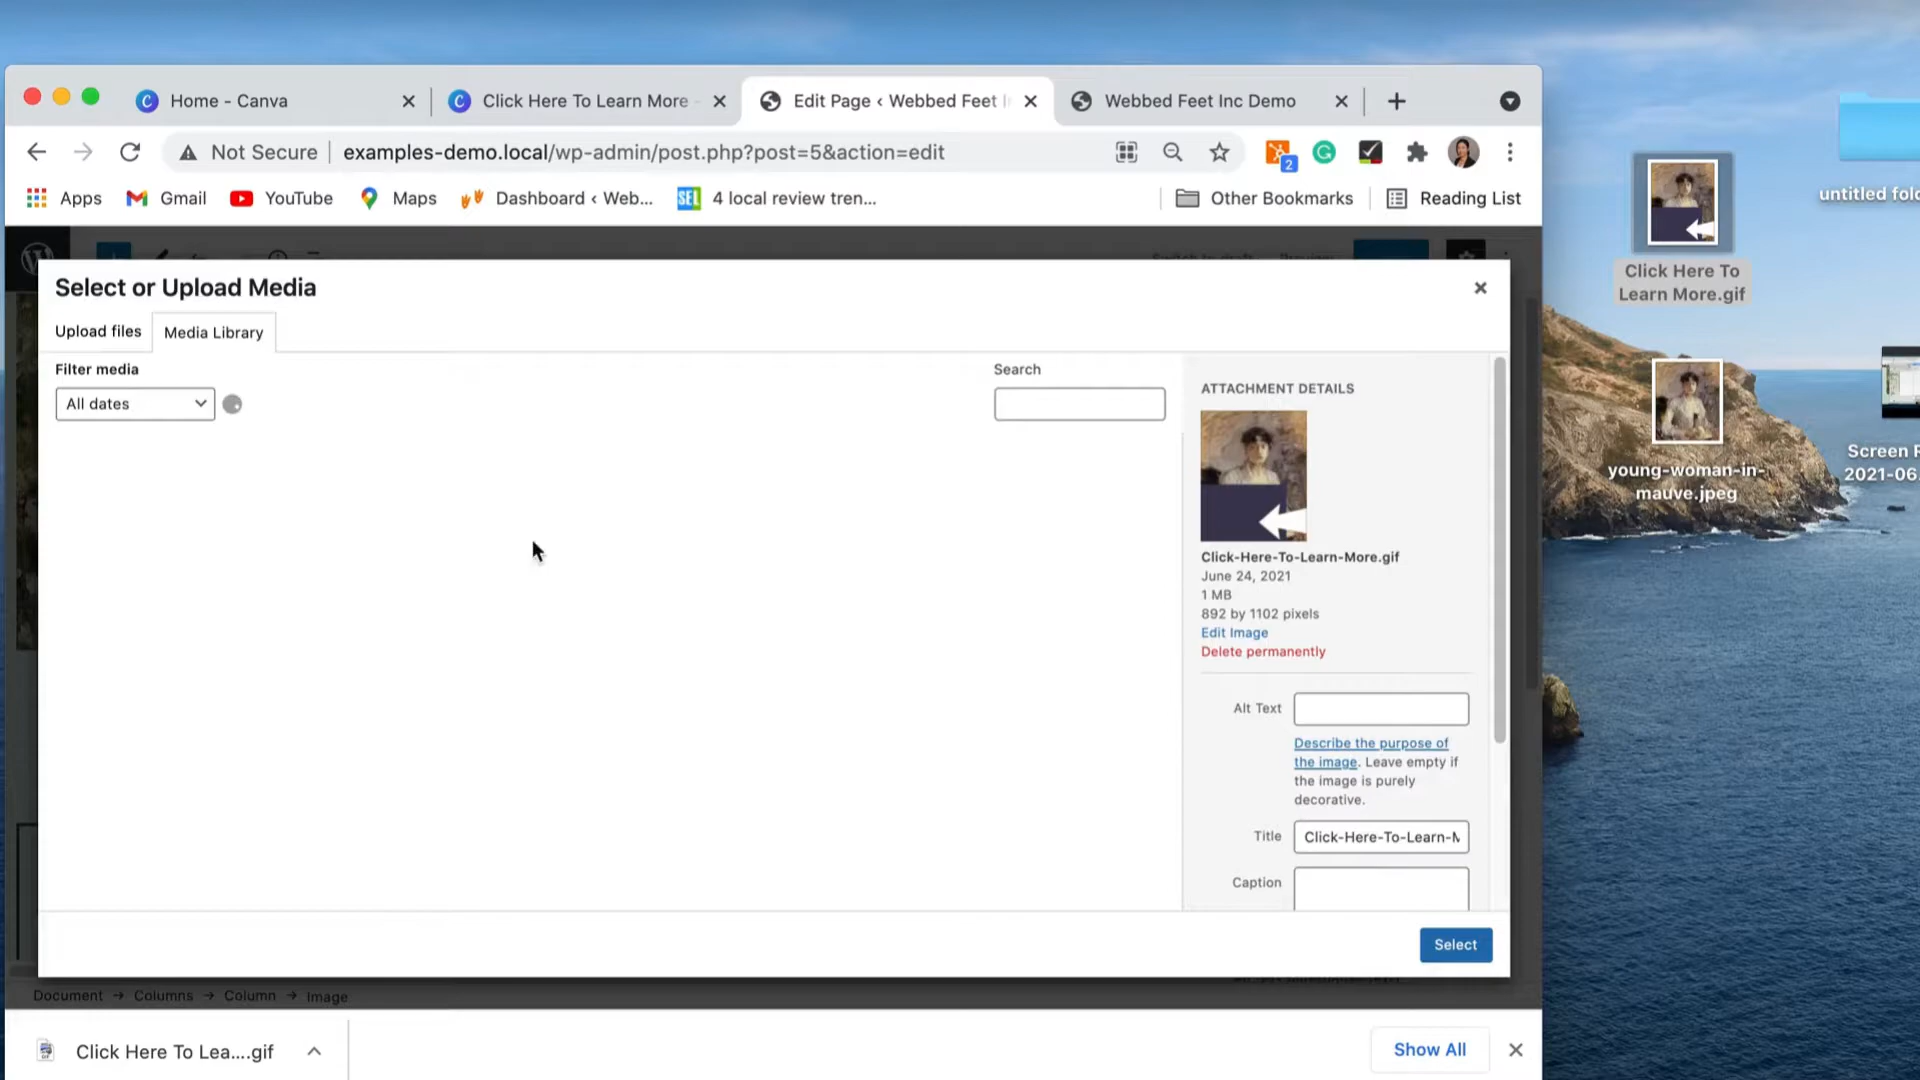 Home - Canva
Click Here To Learn More
Edit Page ‹ Webbed Feet I
Webbed Feet Inc Demo
Not Secure
examples-demo.local/wp-admin/post.php?post=5&action=edit
2
Apps
Gmail
YouTube
Maps
Dashboard ‹ Web...
SEL
4 local review tren...
Other Bookmarks
Reading List
Select or Upload Media
Upload files
Media Library
Filter media
All dates
Search
ATTACHMENT DETAILS
Click-Here-To-Learn-More.gif
June 24, 2021
1 MB
892 by 1102 pixels
Edit Image
Delete permanently
Alt Text
Describe the purpose of
the image. Leave empty if
the image is purely
decorative.
Title
Click-Here-To-Learn-M
Caption
Select
Document → Columns → Column → Image
Click Here To Lea....gif
Show All
Click Here To
Learn More.gif
untitled fol
young-woman-in-
mauve.jpeg
Screen R
2021-06